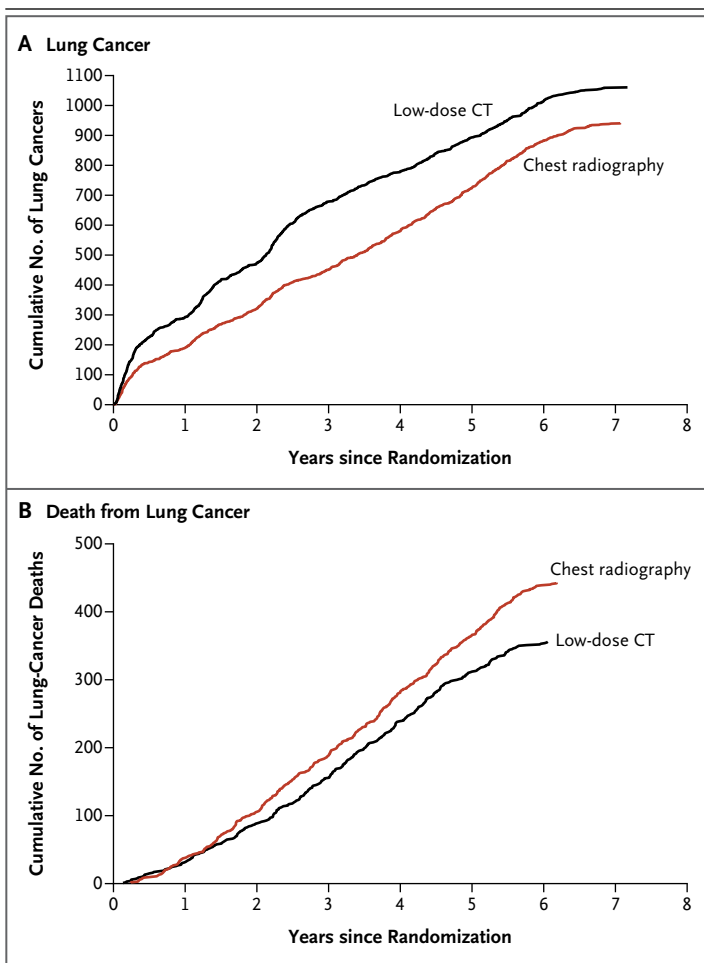 A Lung Cancer
Cumulative No. of Lung Cancers
1100
1000
900
800
700
600
500
400
300
200
100
0
Low-dose CT
Chest radiography
0 1 2 3 4 5 6 7 8
Years since Randomization
B Death from Lung Cancer
Cumulative No. of Lung-Cancer Deaths
500
400
300
200
100
0
Chest radiography
Low-dose CT
0 1 2 3 4 5 6 7 8
Years since Randomization